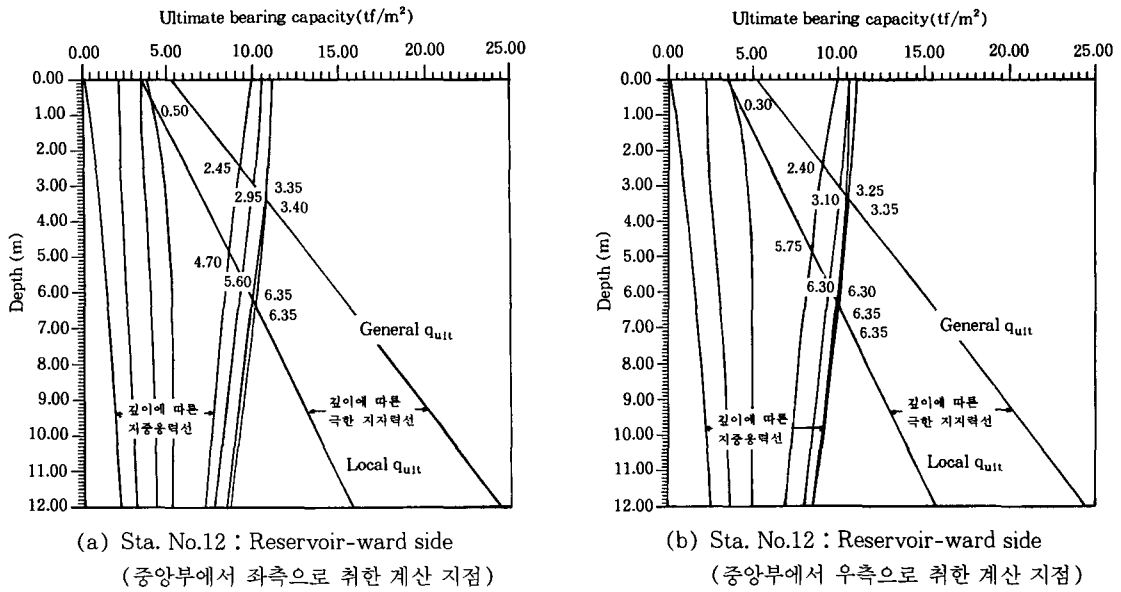 Ultimate bearing capacity(tf/m²)
0.00 5.00 10.00 15.00 20.00 25.00
0.00
1.00
2.00
3.00
4.00
5.00
6.00
7.00
8.00
9.00
10.00
11.00
12.00
Depth (m)
0.50
2.45
2.95
3.35
3.40
4.70
5.60
6.35
6.35
General qult
깊이에 따른
지중응력선
깊이에 따른
극한 지지력선
Local qult
(a) Sta. No.12 : Reservoir-ward side
(중앙부에서 좌측으로 취한 계산 지점)
Ultimate bearing capacity(tf/m²)
0.00 5.00 10.00 15.00 20.00 25.00
0.00
1.00
2.00
3.00
4.00
5.00
6.00
7.00
8.00
9.00
10.00
11.00
12.00
Depth (m)
0.30
2.40
3.10
3.25
3.35
5.75
6.30
6.30
6.35
6.35
General qult
깊이에 따른
지중응력선
깊이에 따른
극한 지지력선
Local qult
(b) Sta. No.12 : Reservoir-ward side
(중앙부에서 우측으로 취한 계산 지점)